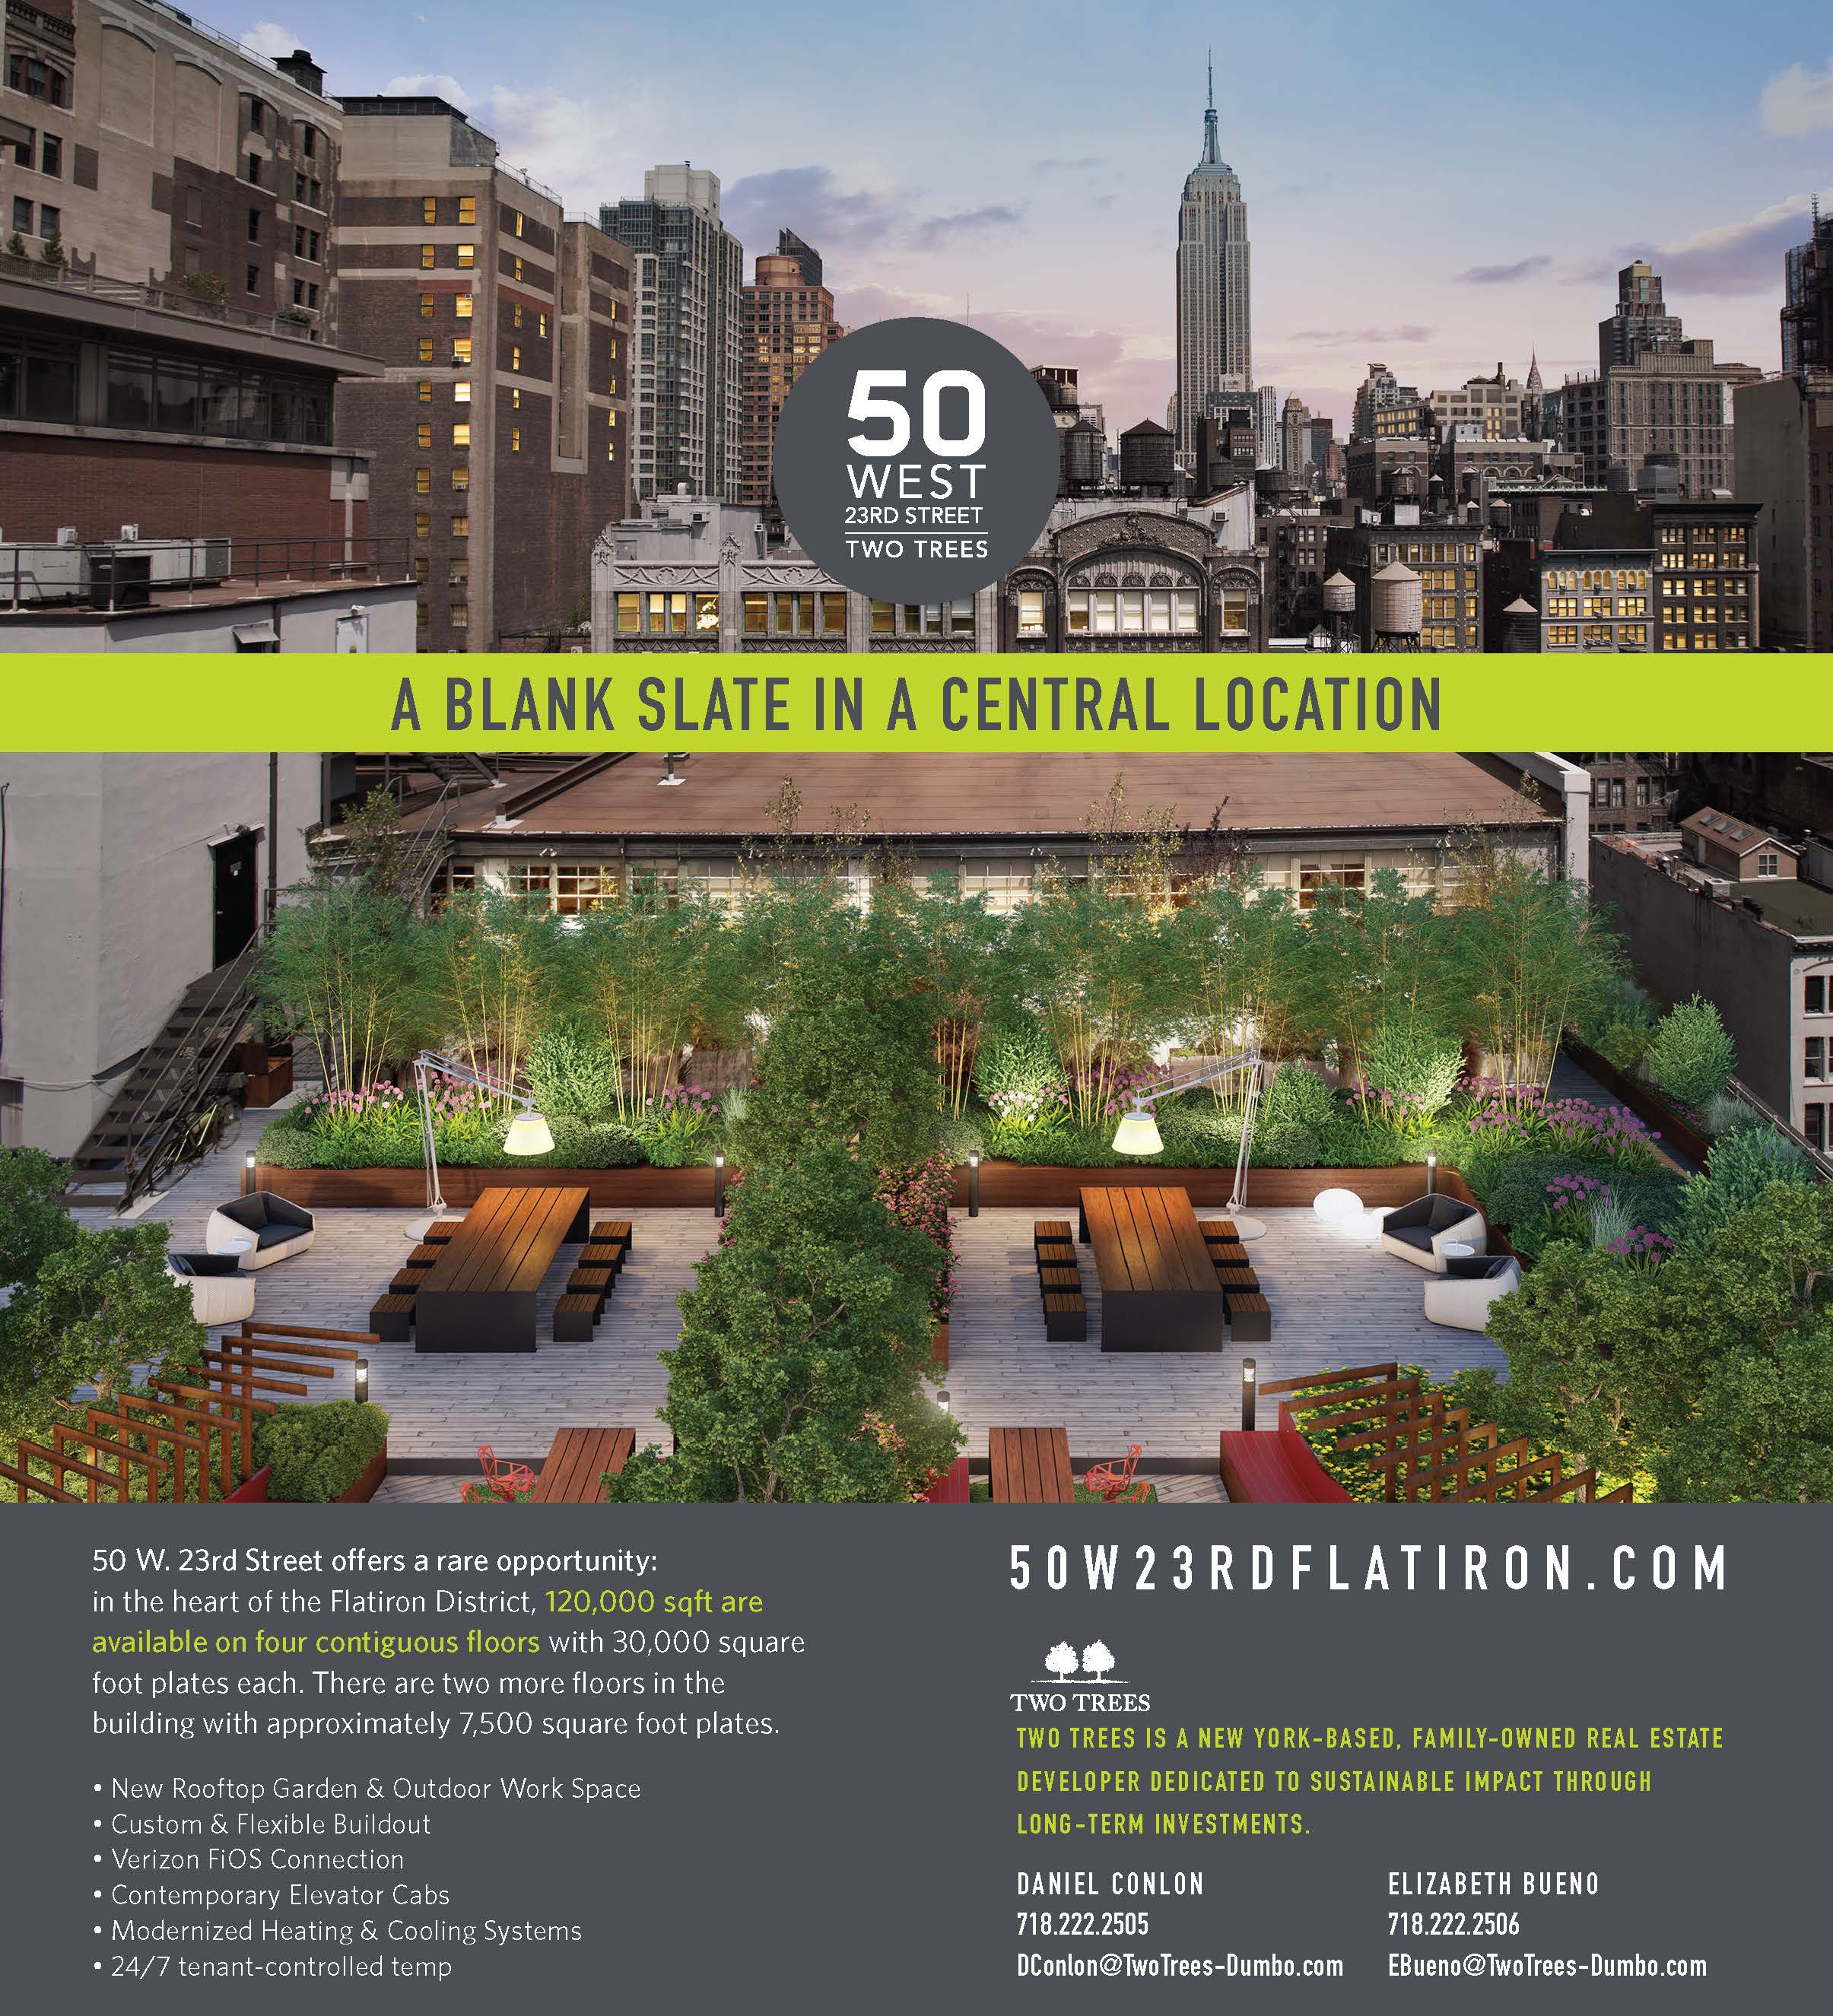 50
WEST
23RD STREET
TWO TREES
A BLANK SLATE IN A CENTRAL LOCATION
50 W. 23rd Street offers a rare opportunity:
in the heart of the Flatiron District, 120,000 sqft are
available on four contiguous floors with 30,000 square
foot plates each. There are two more floors in the
building with approximately 7,500 square foot plates.
• New Rooftop Garden & Outdoor Work Space
• Custom & Flexible Buildout
• Verizon FiOS Connection
• Contemporary Elevator Cabs
• Modernized Heating & Cooling Systems
• 24/7 tenant-controlled temp
50W23RDFLATIRON.COM
TWO TREES
TWO TREES IS A NEW YORK-BASED, FAMILY-OWNED REAL ESTATE
DEVELOPER DEDICATED TO SUSTAINABLE IMPACT THROUGH
LONG-TERM INVESTMENTS.
DANIEL CONLON
718.222.2505
DConlon@TwoTrees-Dumbo.com
ELIZABETH BUENO
718.222.2506
EBueno@TwoTrees-Dumbo.com